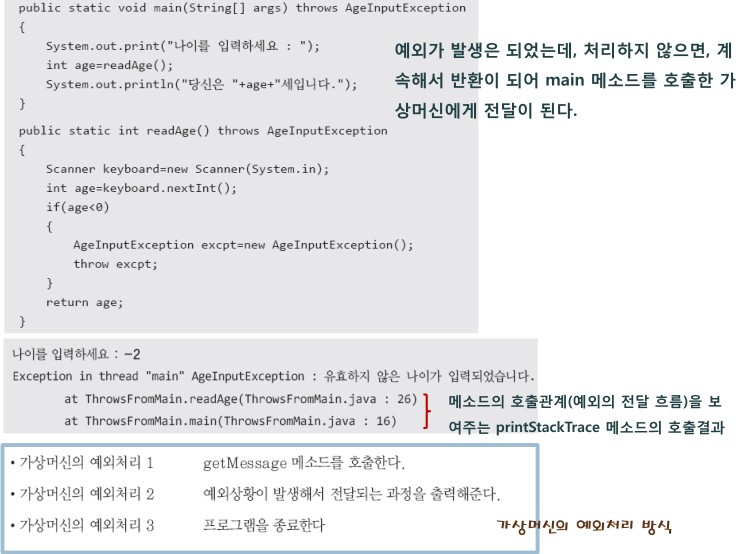 public static void main(String[] args) throws AgeInputException
{
System.out.print("나이를 입력하세요 : ");
int age=readAge();
System.out.println("당신은 "+age+"세입니다.");
}
public static int readAge() throws AgeInputException
{
Scanner keyboard=new Scanner(System.in);
int age=keyboard.nextInt();
if(age<0)
{
AgeInputException excpt=new AgeInputException();
throw excpt;
}
return age;
}
예외가 발생은 되었는데, 처리하지 않으면, 계
속해서 반환이 되어 main 메소드를 호출한 가
상머신에게 전달이 된다.
나이를 입력하세요 : -2
Exception in thread "main" AgeInputException : 유효하지 않은 나이가 입력되었습니다.
at ThrowsFromMain.readAge(ThrowsFromMain.java : 26)
at ThrowsFromMain.main(ThrowsFromMain.java : 16)
메소드의 호출관계(예외의 전달 흐름)을 보
여주는 printStackTrace 메소드의 호출결과
• 가상머신의 예외처리 1 getMessage 메소드를 호출한다.
• 가상머신의 예외처리 2 예외상황이 발생해서 전달되는 과정을 출력해준다.
• 가상머신의 예외처리 3 프로그램을 종료한다
가상머신의 예외처리 방식